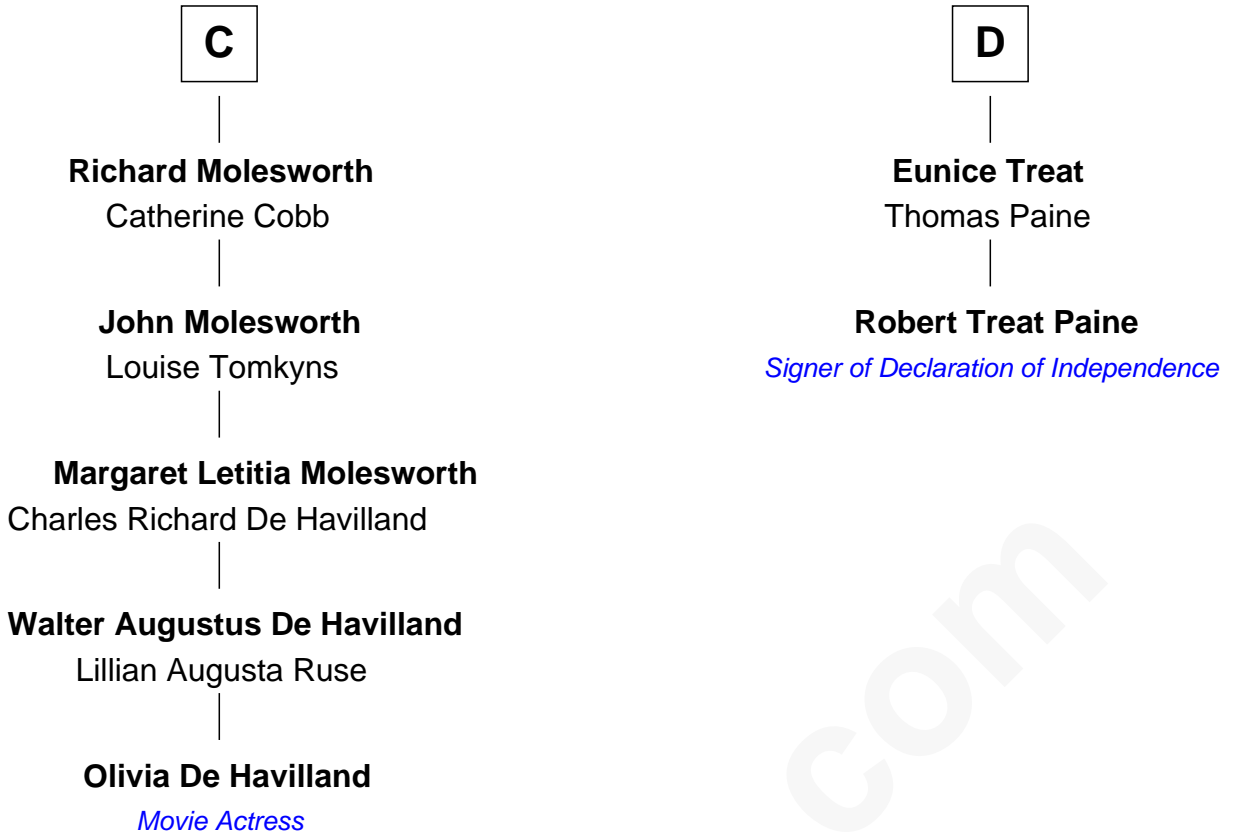 C
Richard Molesworth
Catherine Cobb
John Molesworth
Louise Tomkyns
Margaret Letitia Molesworth
Charles Richard De Havilland
Walter Augustus De Havilland
Lillian Augusta Ruse
Olivia De Havilland
Movie Actress
D
Eunice Treat
Thomas Paine
Robert Treat Paine
Signer of Declaration of Independence
com